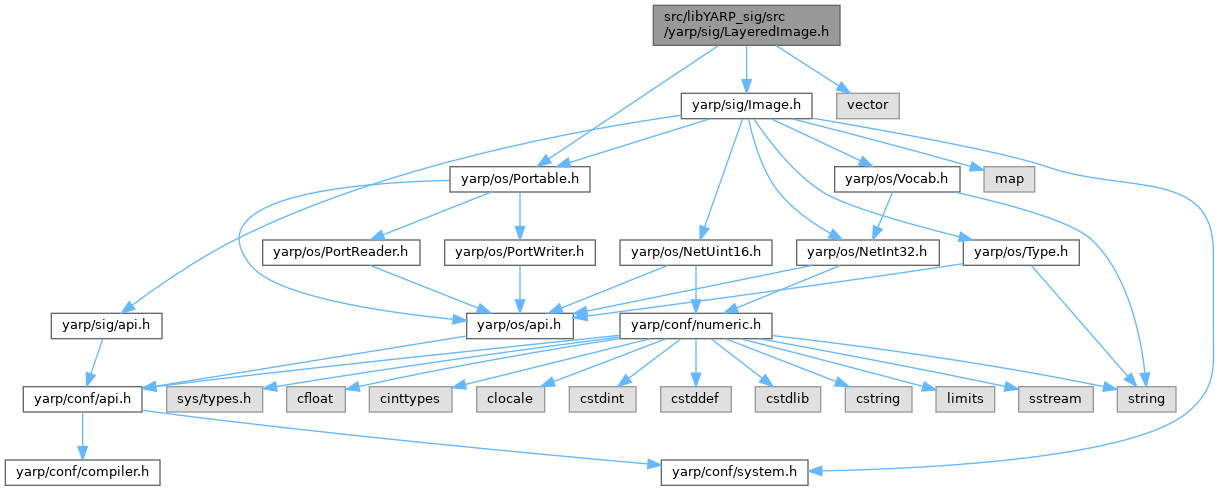 src/libYARP_sig/src
/yarp/sig/LayeredImage.h
yarp/sig/Image.h
vector
yarp/os/Portable.h
yarp/os/Vocab.h
map
yarp/os/PortReader.h
yarp/os/PortWriter.h
yarp/os/NetUint16.h
yarp/os/NetInt32.h
yarp/os/Type.h
yarp/sig/api.h
yarp/os/api.h
yarp/conf/numeric.h
yarp/conf/api.h
sys/types.h
cfloat
cinttypes
clocale
cstdint
cstddef
cstdlib
cstring
limits
sstream
string
yarp/conf/compiler.h
yarp/conf/system.h